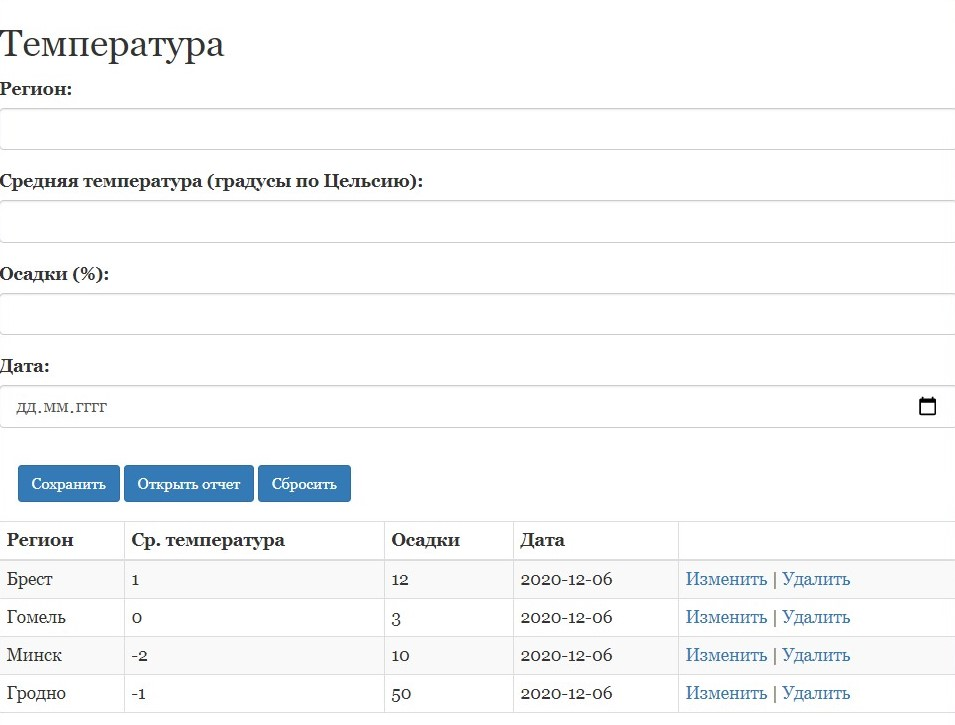 Температура
Регион:
Средняя температура (градусы по Цельсию):
Осадки (%):
Дата:
дд.мм.гггг
Сохранить Открыть отчет Сбросить
Регион Ср. температура Осадки Дата
Брест 1 12 2020-12-06 Изменить | Удалить
Гомель 0 3 2020-12-06 Изменить | Удалить
Минск -2 10 2020-12-06 Изменить | Удалить
Гродно -1 50 2020-12-06 Изменить | Удалить